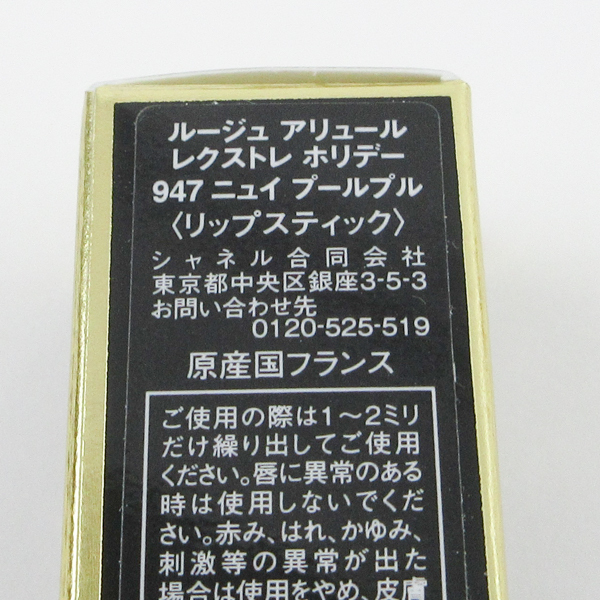 ルージュ アリュール
レクストレ ホリデー
947 ニュイ プールプル
〈リップスティック〉
シャネル合同会社
東京都中央区銀座3-5-3
お問い合わせ先
0120-525-519
原産国フランス
ご使用の際は1〜2ミリ
だけ繰り出してご使用
ください。唇に異常のある
時は使用しないでくだ
さい。赤み、はれ、かゆみ、
刺激等の異常が出た
場合は使用をやめ、皮膚